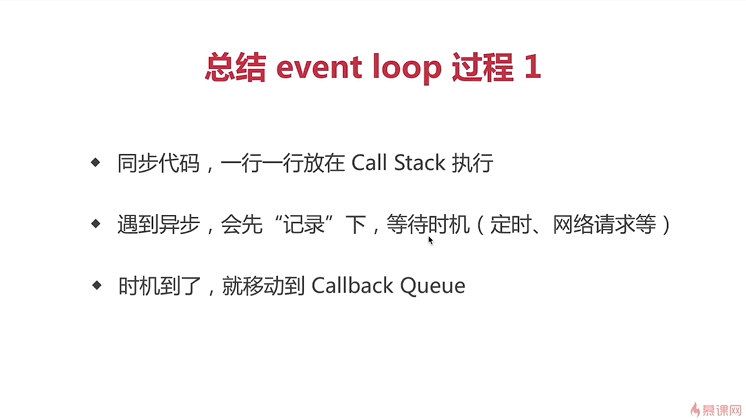 总结 event loop 过程 1
同步代码，一行一行放在 Call Stack 执行
遇到异步，会先“记录”下，等待时机（定时、网络请求等）
时机到了，就移动到 Callback Queue
慕课网